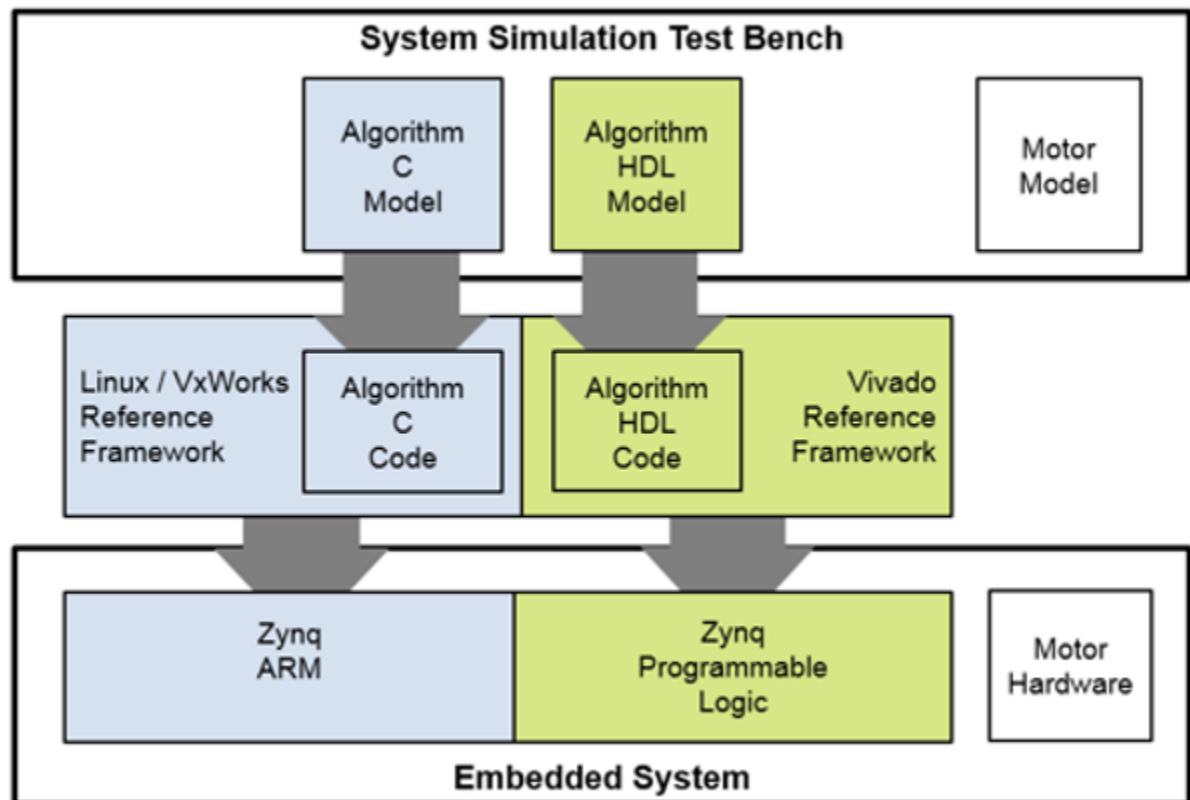 System Simulation Test Bench
Algorithm
C
Model
Algorithm
HDL
Model
Motor
Model
Linux / VxWorks
Reference
Framework
Algorithm
C
Code
Algorithm
HDL
Code
Vivado
Reference
Framework
Zynq
ARM
Zynq
Programmable
Logic
Motor
Hardware
Embedded System